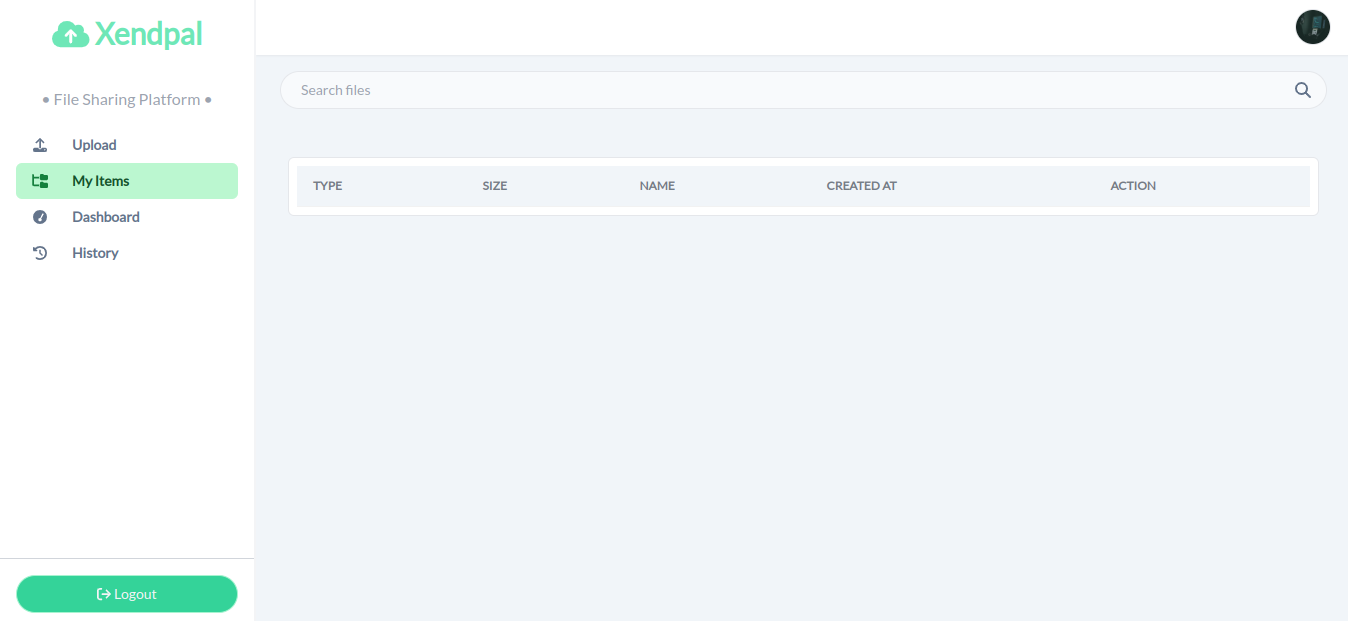 Xendpal
• File Sharing Platform •
Upload
My Items
Dashboard
History
Logout
Search files
TYPE SIZE NAME CREATED AT ACTION